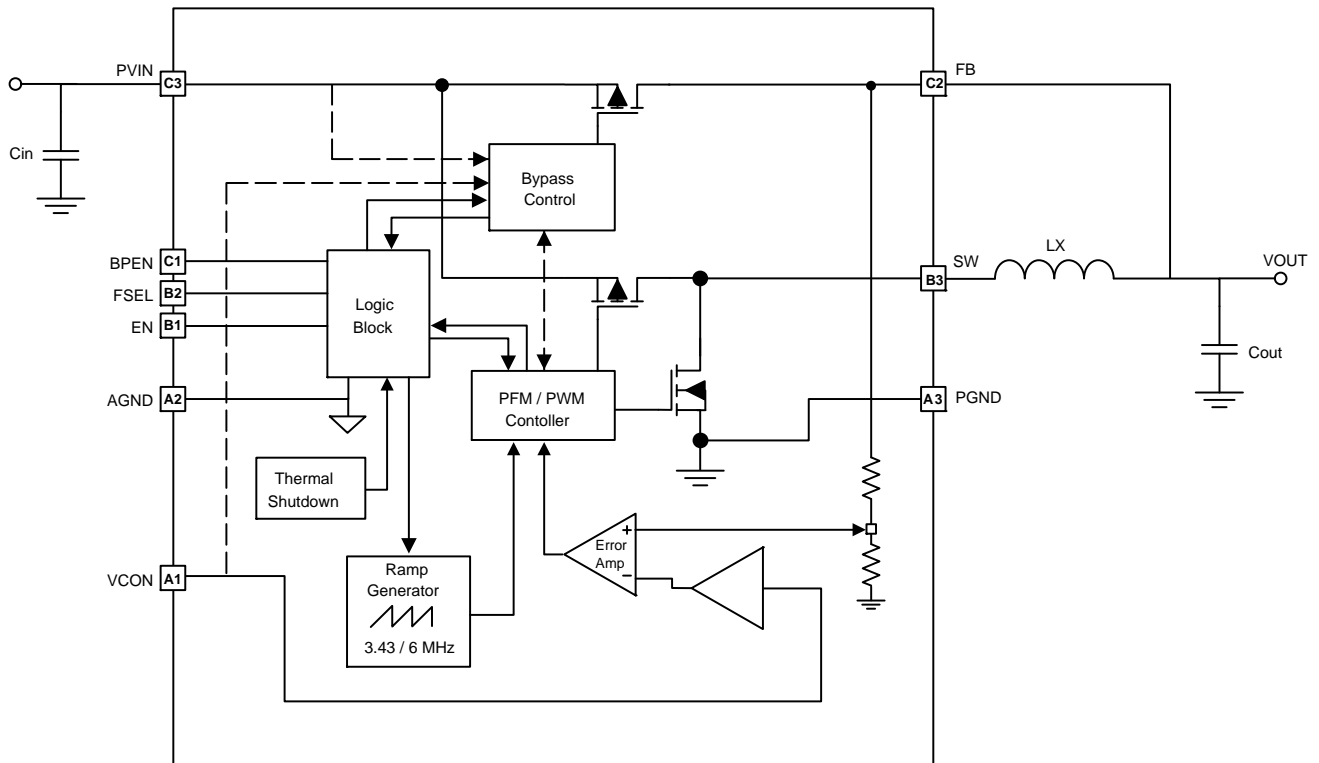 PVIN
C3
C2
FB
Cin
Bypass
Control
BPEN
C1
FSEL
B2
EN
B1
Logic
Block
SW
B3
LX
VOUT
Cout
AGND
A2
PFM / PWM
Contoller
A3
PGND
Thermal
Shutdown
+
Error
Amp
−
VCON
A1
Ramp
Generator
3.43 / 6 MHz